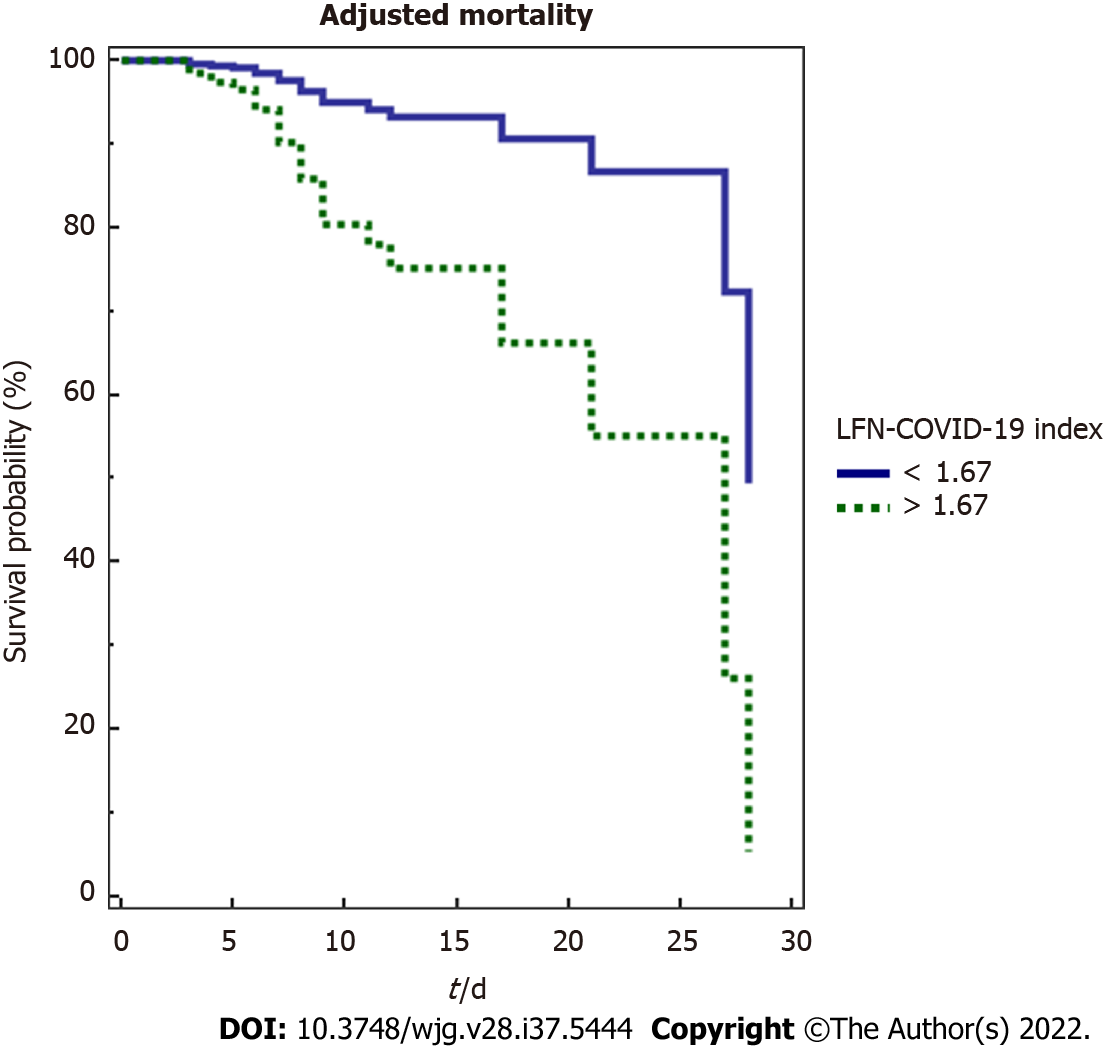 Adjusted mortality
100
80
60
40
20
0
Survival probability (%)
0 5 10 15 20 25 30
t/d
LFN-COVID-19 index
< 1.67
> 1.67
DOI: 10.3748/wjg.v28.i37.5444 Copyright ©The Author(s) 2022.